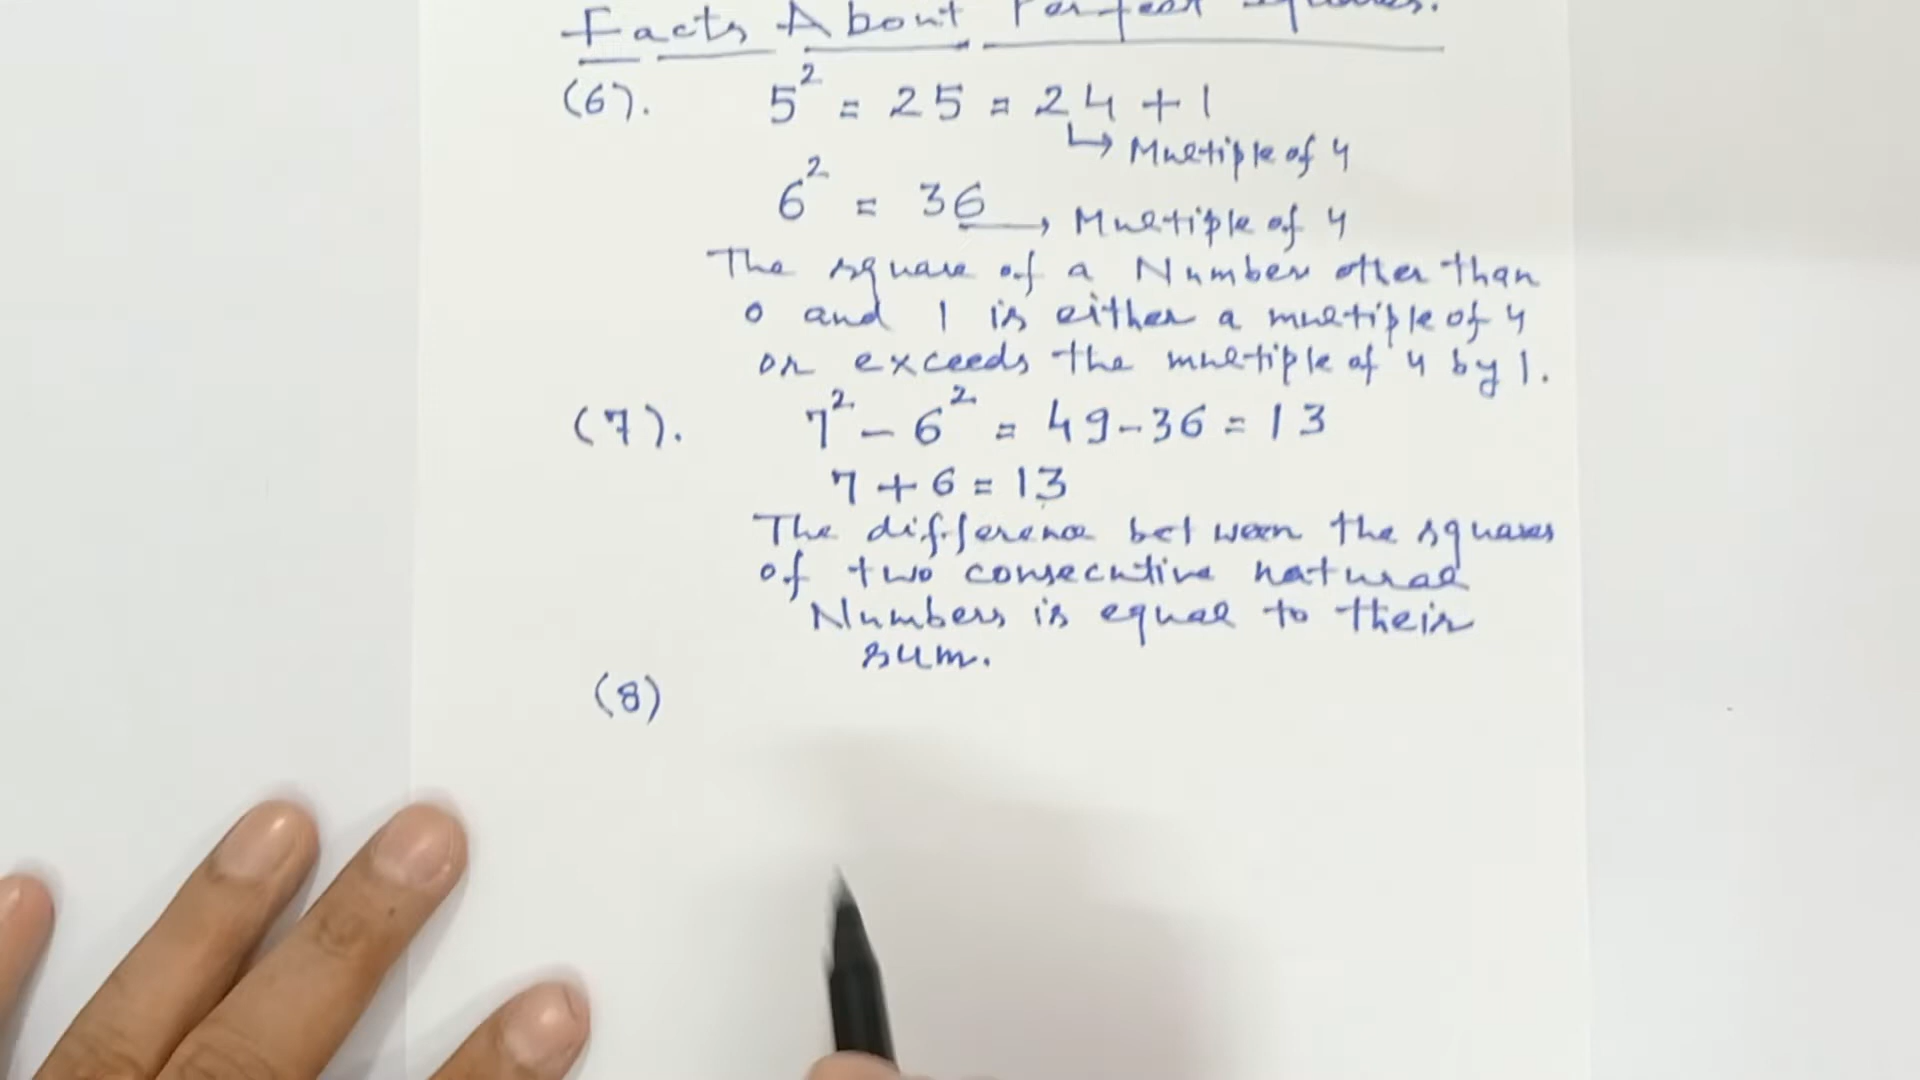 Facts About Perfect Squares.
(6). 5² = 25 = 24 + 1
↳ Multiple of 4
6² = 36 → Multiple of 4
The square of a Number other than
0 and 1 is either a multiple of 4
or exceeds the multiple of 4 by 1.
(7). 7² - 6² = 49 - 36 = 13
7 + 6 = 13
The difference between the squares
of two consecutive natural
Numbers is equal to their
sum.
(8)